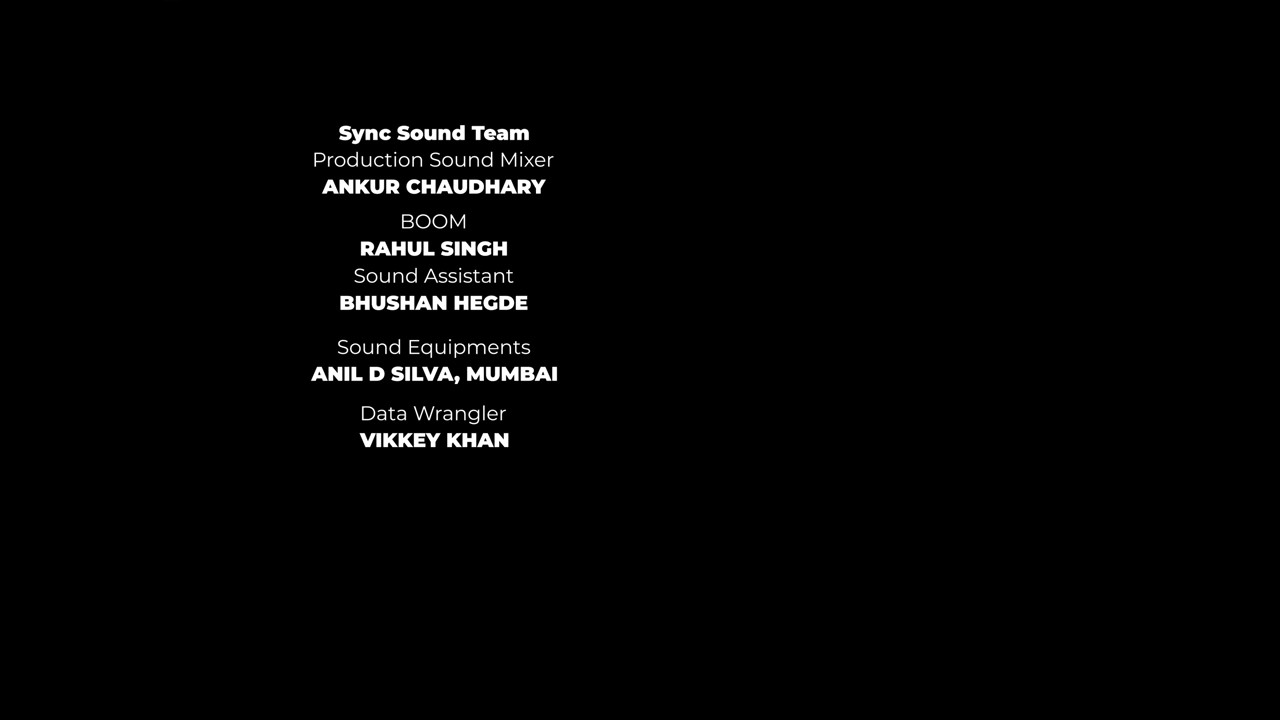 Sync Sound Team
Production Sound Mixer
ANKUR CHAUDHARY
BOOM
RAHUL SINGH
Sound Assistant
BHUSHAN HEGDE
Sound Equipments
ANIL D SILVA, MUMBAI
Data Wrangler
VIKKEY KHAN